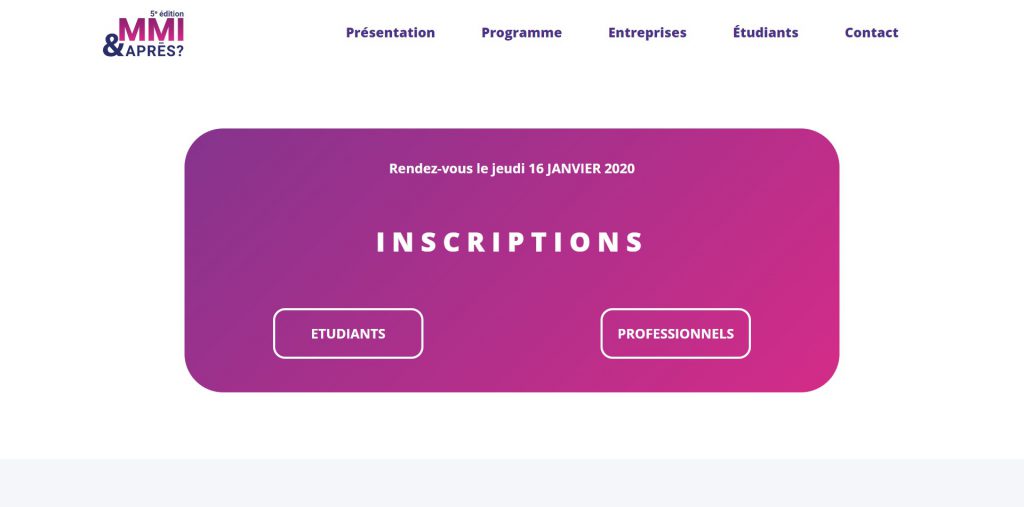 5e édition
MMI
&APRÈS?
Présentation
Programme
Entreprises
Étudiants
Contact
Rendez-vous le jeudi 16 JANVIER 2020
INSCRIPTIONS
ETUDIANTS
PROFESSIONNELS